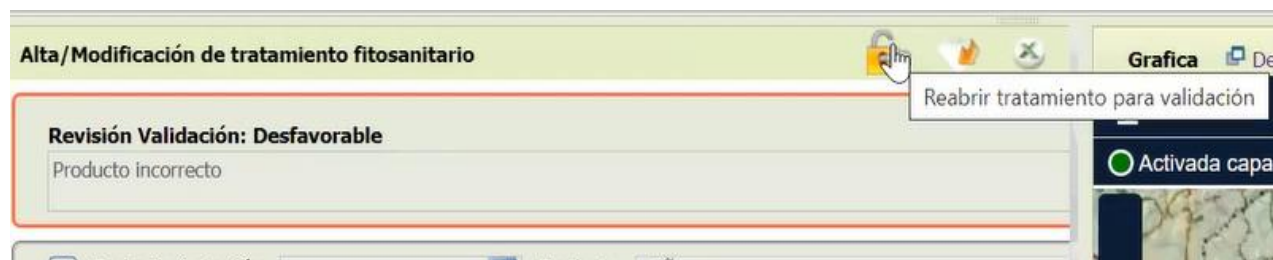 Alta/Modificación de tratamiento fitosanitario
Grafica
Reabrir tratamiento para validación
Revisión Validación: Desfavorable
Producto incorrecto
Activada capa